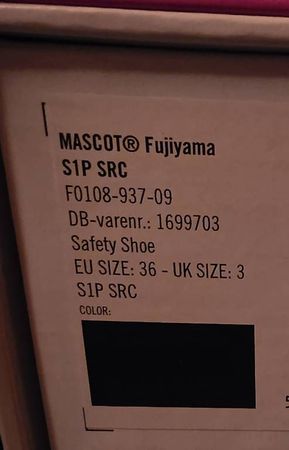 MASCOT® Fujiyama
S1P SRC
F0108-937-09
DB-varenr.: 1699703
Safety Shoe
EU SIZE: 36 - UK SIZE: 3
S1P SRC
COLOR: